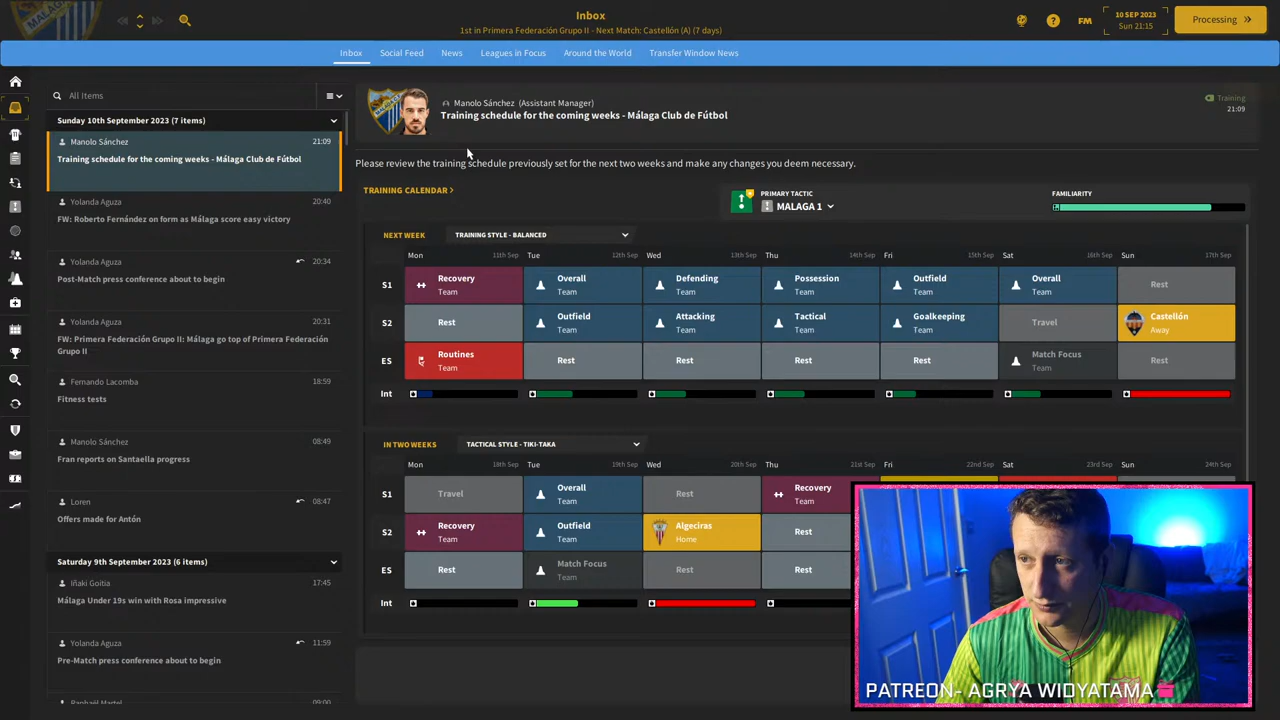 Inbox
1st in Primera Federación Grupo II - Next Match: Castellón (A) (7 days)
FM
10 SEP 2023
Sun 21:15
Processing
Inbox
Social Feed
News
Leagues in Focus
Around the World
Transfer Window News
All Items
Sunday 10th September 2023 (7 items)
Manolo Sánchez
21:09
Training schedule for the coming weeks - Málaga Club de Fútbol
Yolanda Aguza
20:40
FW: Roberto Fernández on form as Málaga score easy victory
Yolanda Aguza
20:34
Post-Match press conference about to begin
Yolanda Aguza
20:31
FW: Primera Federación Grupo II: Málaga go top of Primera
Federación Grupo II
Fernando Lacomba
18:59
Fitness tests
Manolo Sánchez
08:49
Fran reports on Santaella progress
Loren
08:47
Offers made for Antón
Saturday 9th September 2023 (6 items)
Iñaki Goitia
17:45
Málaga Under 19s win with Rosa impressive
Yolanda Aguza
11:59
Pre-Match press conference about to begin
Raphaël Martel
09:00
Manolo Sánchez (Assistant Manager)
Training schedule for the coming weeks - Málaga Club de Fútbol
Training
21:09
Please review the training schedule previously set for the next two weeks and make any changes you deem necessary.
TRAINING CALENDAR
PRIMARY TACTIC
MALAGA 1
FAMILIARITY
NEXT WEEK
TRAINING STYLE - BALANCED
Mon 11th Sep Tue 12th Sep Wed 13th Sep Thu 14th Sep Fri 15th Sep Sat 16th Sep Sun 17th Sep
S1 Recovery Overall Defending Possession Outfield Overall Rest
Team Team Team Team Team Team
S2 Rest Outfield Attacking Tactical Goalkeeping Travel Castellón
Team Team Team Team Away
ES Routines Rest Rest Rest Rest Match Focus Rest
Team Team
Int
IN TWO WEEKS
TACTICAL STYLE - TIKI-TAKA
Mon 18th Sep Tue 19th Sep Wed 20th Sep Thu 21st Sep Fri 22nd Sep Sat 23rd Sep Sun 24th Sep
S1 Travel Overall Rest Recovery
Team Team
S2 Recovery Outfield Algeciras Rest
Team Team Home
ES Rest Match Focus Rest Rest
Team
Int
PATREON- AGRYA WIDYATAMA